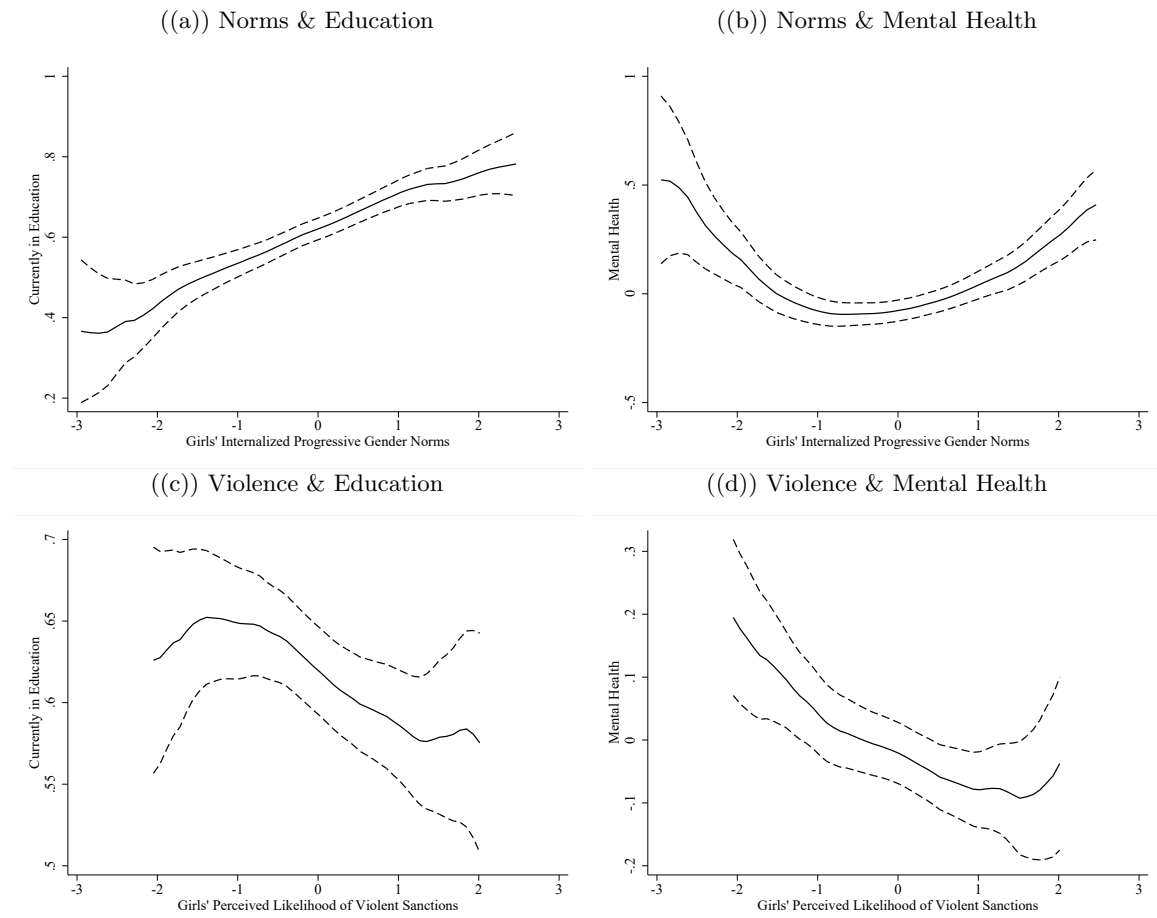 ((a)) Norms & Education
((b)) Norms & Mental Health
Currently in Education
.2 .4 .6 .8 1
-3 -2 -1 0 1 2 3
Girls' Internalized Progressive Gender Norms
Mental Health
-.5 0 .5 1
-3 -2 -1 0 1 2 3
Girls' Internalized Progressive Gender Norms
((c)) Violence & Education
((d)) Violence & Mental Health
Currently in Education
.5 .55 .6 .65 .7
-3 -2 -1 0 1 2 3
Girls' Perceived Likelihood of Violent Sanctions
Mental Health
-.2 -.1 0 .1 .2 .3
-3 -2 -1 0 1 2 3
Girls' Perceived Likelihood of Violent Sanctions